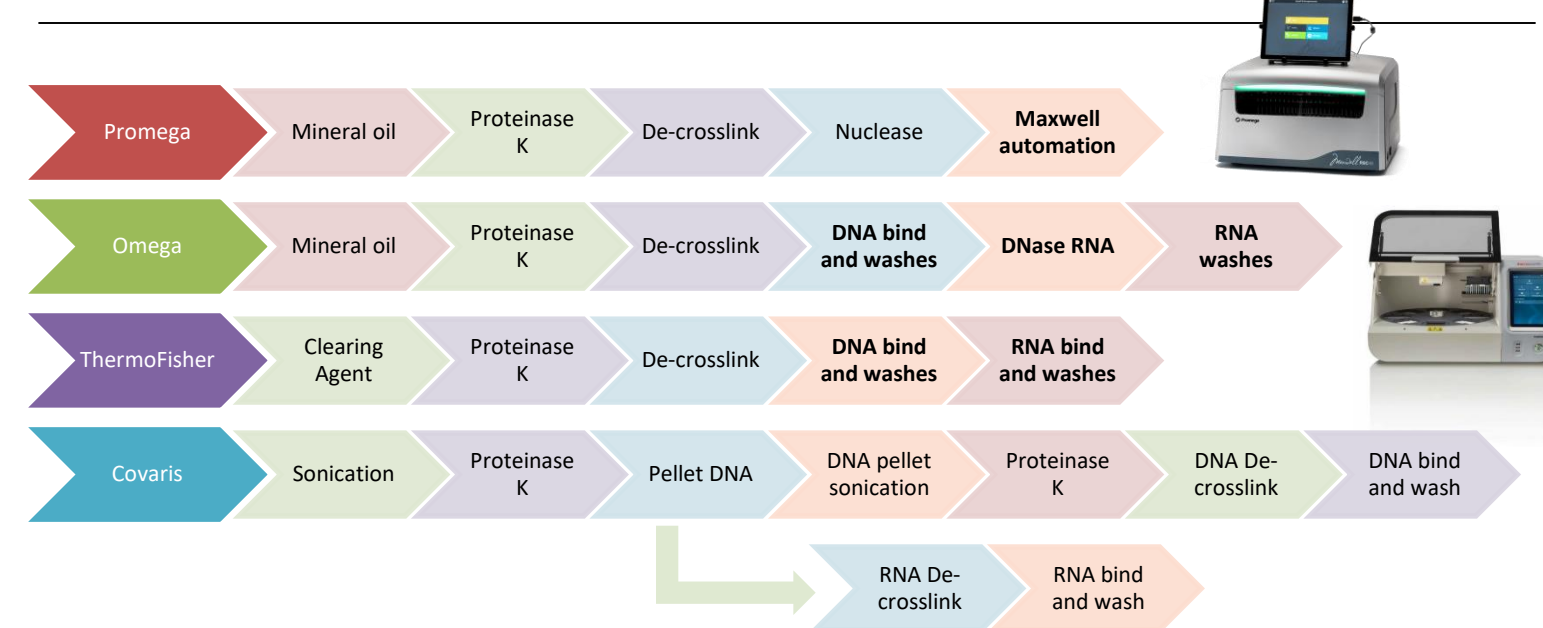 Promega
Mineral oil
Proteinase
K
De-crosslink
Nuclease
Maxwell
automation
Omega
Mineral oil
Proteinase
K
De-crosslink
DNA bind
and washes
DNase RNA
RNA
washes
ThermoFisher
Clearing
Agent
Proteinase
K
De-crosslink
DNA bind
and washes
RNA bind
and washes
Covaris
Sonication
Proteinase
K
Pellet DNA
DNA pellet
sonication
Proteinase
K
DNA De-
crosslink
DNA bind
and wash
RNA De-
crosslink
RNA bind
and wash